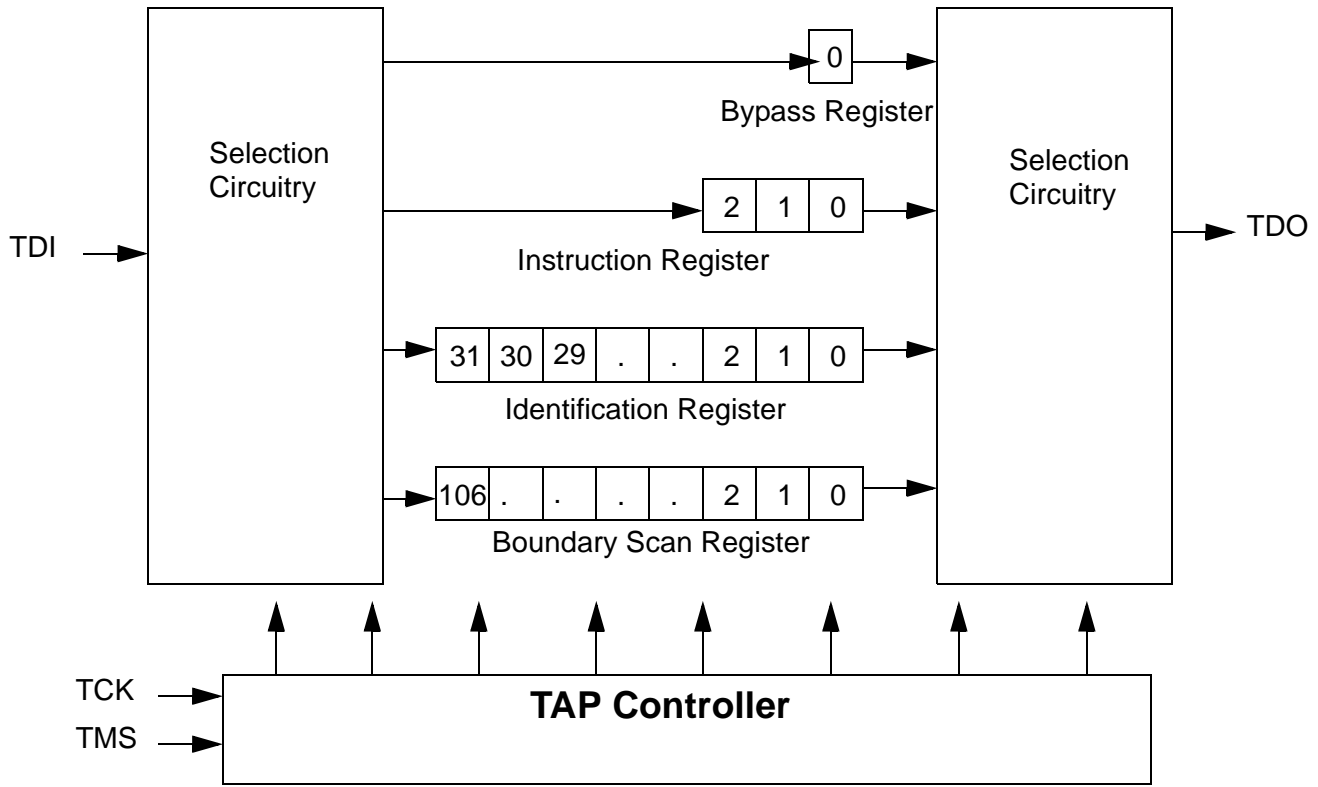 0
Bypass Register
Selection
Circuitry
Selection
Circuitry
2 1 0
Instruction Register
TDI
TDO
31 30 29 . . 2 1 0
Identification Register
106 . . . . 2 1 0
Boundary Scan Register
TCK
TMS
TAP Controller